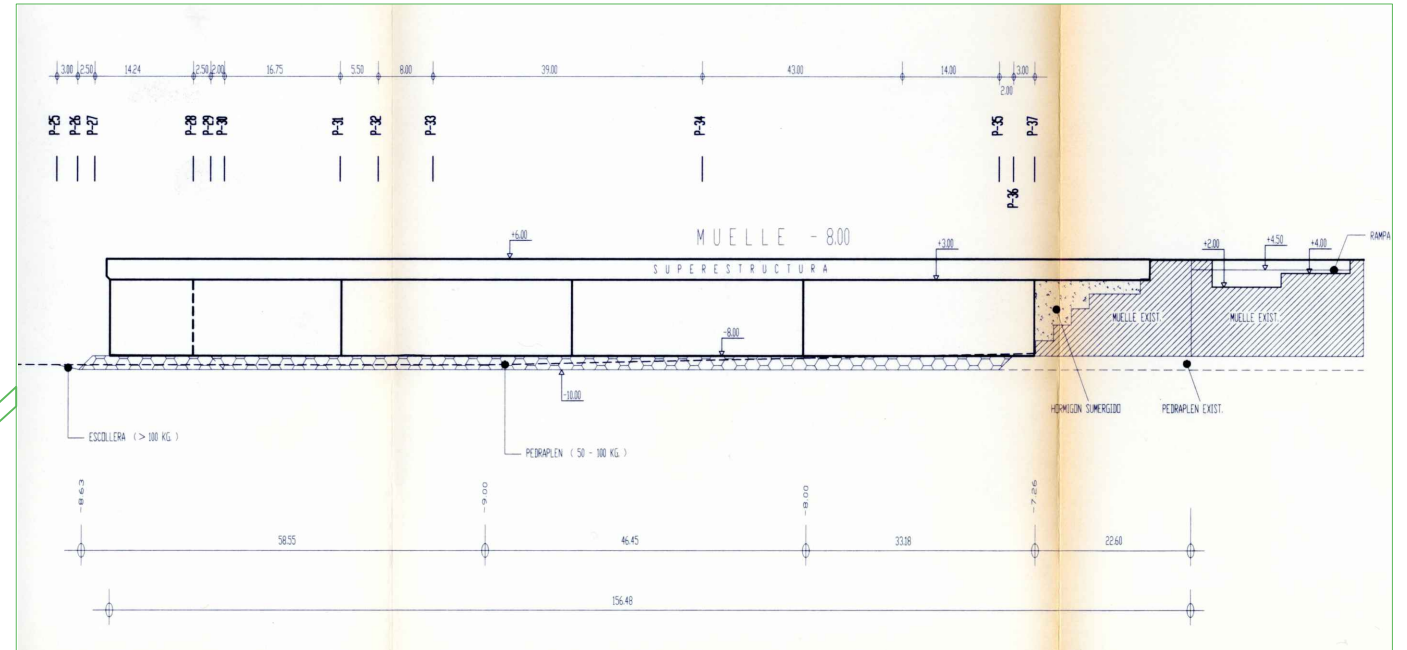 3.00 2.50 14.24 2.50 2.00 16.75 5.50 8.00 39.00 43.00 14.00 3.00
2.00
P-25 P-26 P-27 P-28 P-29 P-30 P-31 P-32 P-33 P-34 P-35 P-37
P-36
MUELLE - 8.00
+6.00 +3.00 +2.00 +4.50 +4.00 RAMPA
SUPERESTRUCTURA
MUELLE EXIST. MUELLE EXIST.
-8.00
-10.00
HORMIGON SUMERGIDO PEDRAPLEN EXIST.
ESCOLLERA ( > 100 KG. )
PEDRAPLEN ( 50 - 100 KG. )
-8.63 -9.00 -8.00 -7.26
58.55 46.45 33.18 22.60
156.48